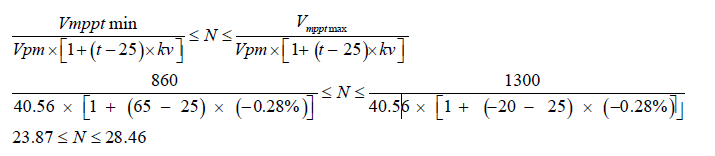 Vmppt min / Vpm × [1 + (t − 25) × kv] ≤ N ≤ Vmppt max / Vpm × [1 + (t − 25) × kv]
860 / 40.56 × [1 + (65 − 25) × (−0.28%)] ≤ N ≤ 1300 / 40.56 × [1 + (−20 − 25) × (−0.28%)]
23.87 ≤ N ≤ 28.46